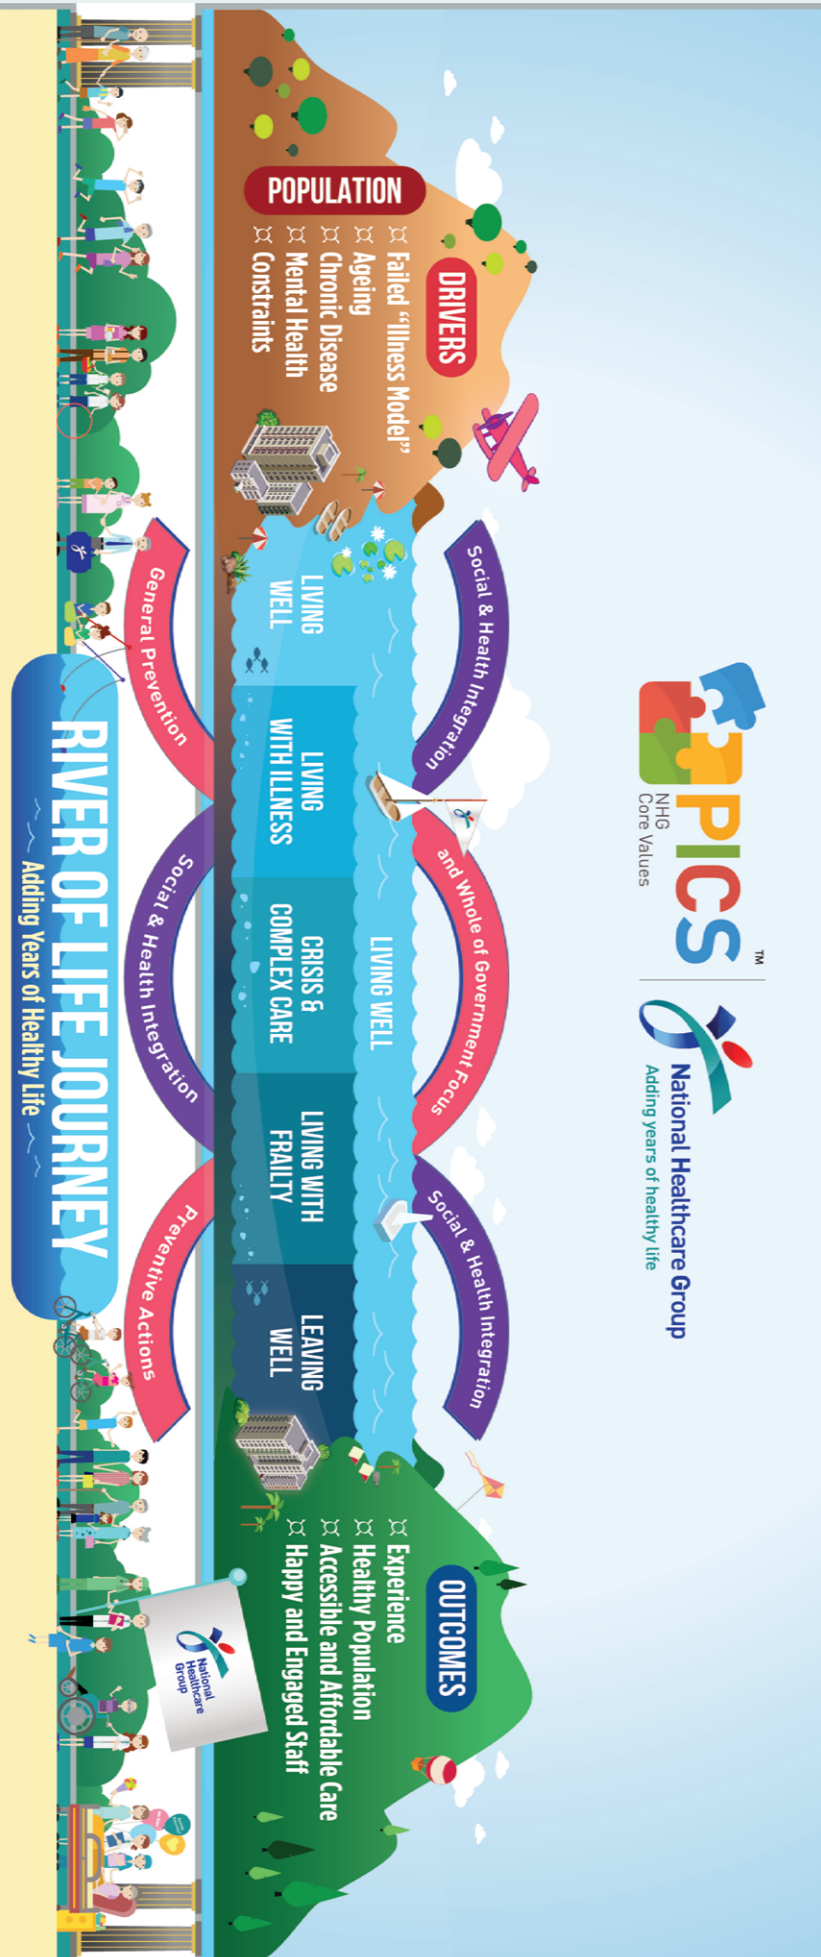 PICS™
NHG
Core Values
National Healthcare Group
Adding years of healthy life
DRIVERS
POPULATION
¤ Failed “Illness Model”
¤ Ageing
¤ Chronic Disease
¤ Mental Health
¤ Constraints
Social & Health Integration
and Whole of Government Focus
Social & Health Integration
LIVING WELL
LIVING
WELL
LIVING
WITH ILLNESS
CRISIS &
COMPLEX CARE
LIVING WITH
FRAILTY
LEAVING
WELL
OUTCOMES
¤ Experience
¤ Healthy Population
¤ Accessible and Affordable Care
¤ Happy and Engaged Staff
General Prevention
Social & Health Integration
Preventive Actions
National
Healthcare
Group
RIVER OF LIFE JOURNEY
Adding Years of Healthy Life